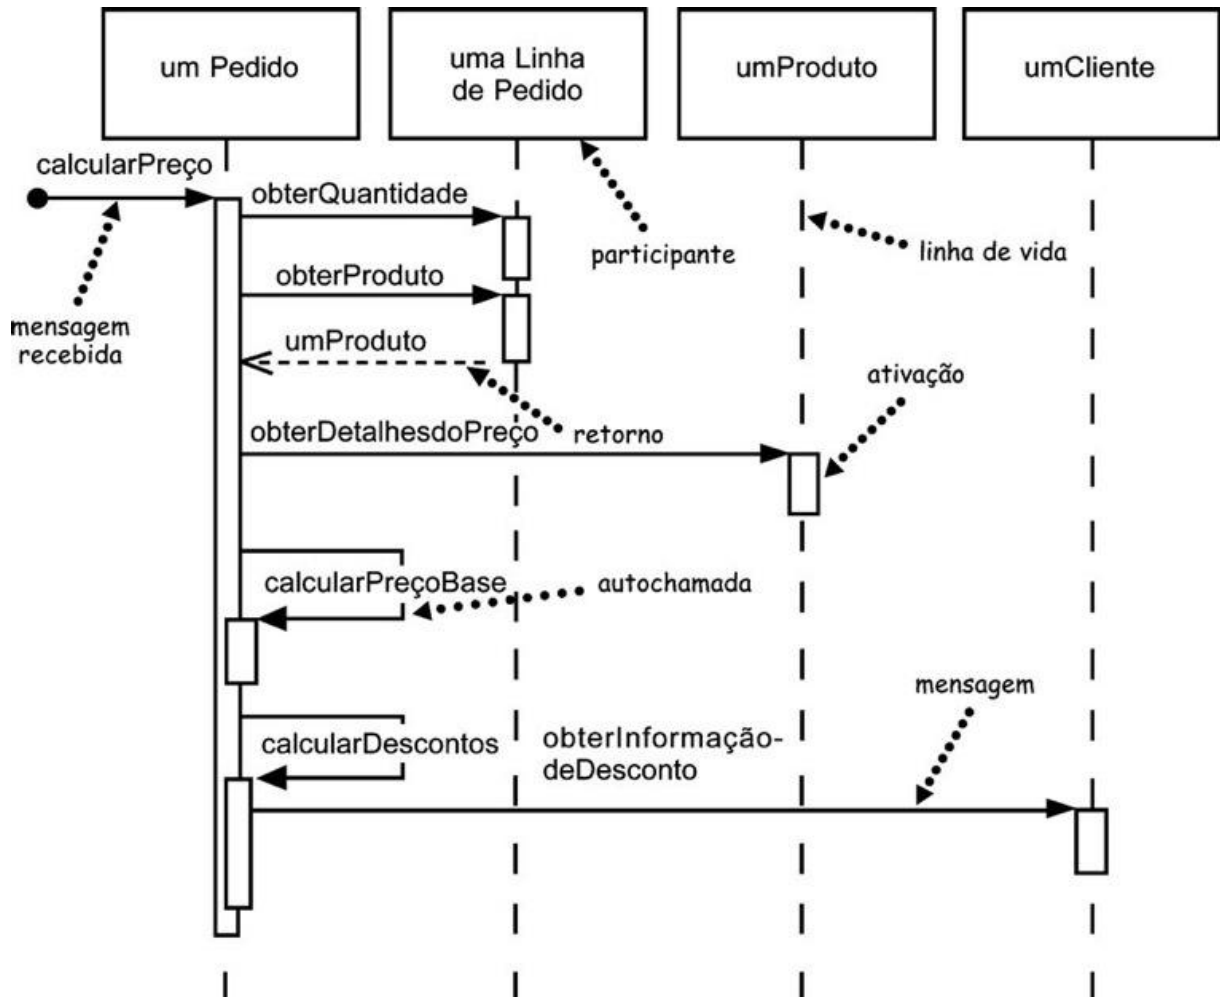 um Pedido
uma Linha
de Pedido
umProduto
umCliente
calcularPreço
obterQuantidade
participante
linha de vida
obterProduto
mensagem
recebida
umProduto
ativação
obterDetalhesdoPreço
retorno
calcularPreçoBase
autochamada
mensagem
calcularDescontos
obterInformação-
deDesconto